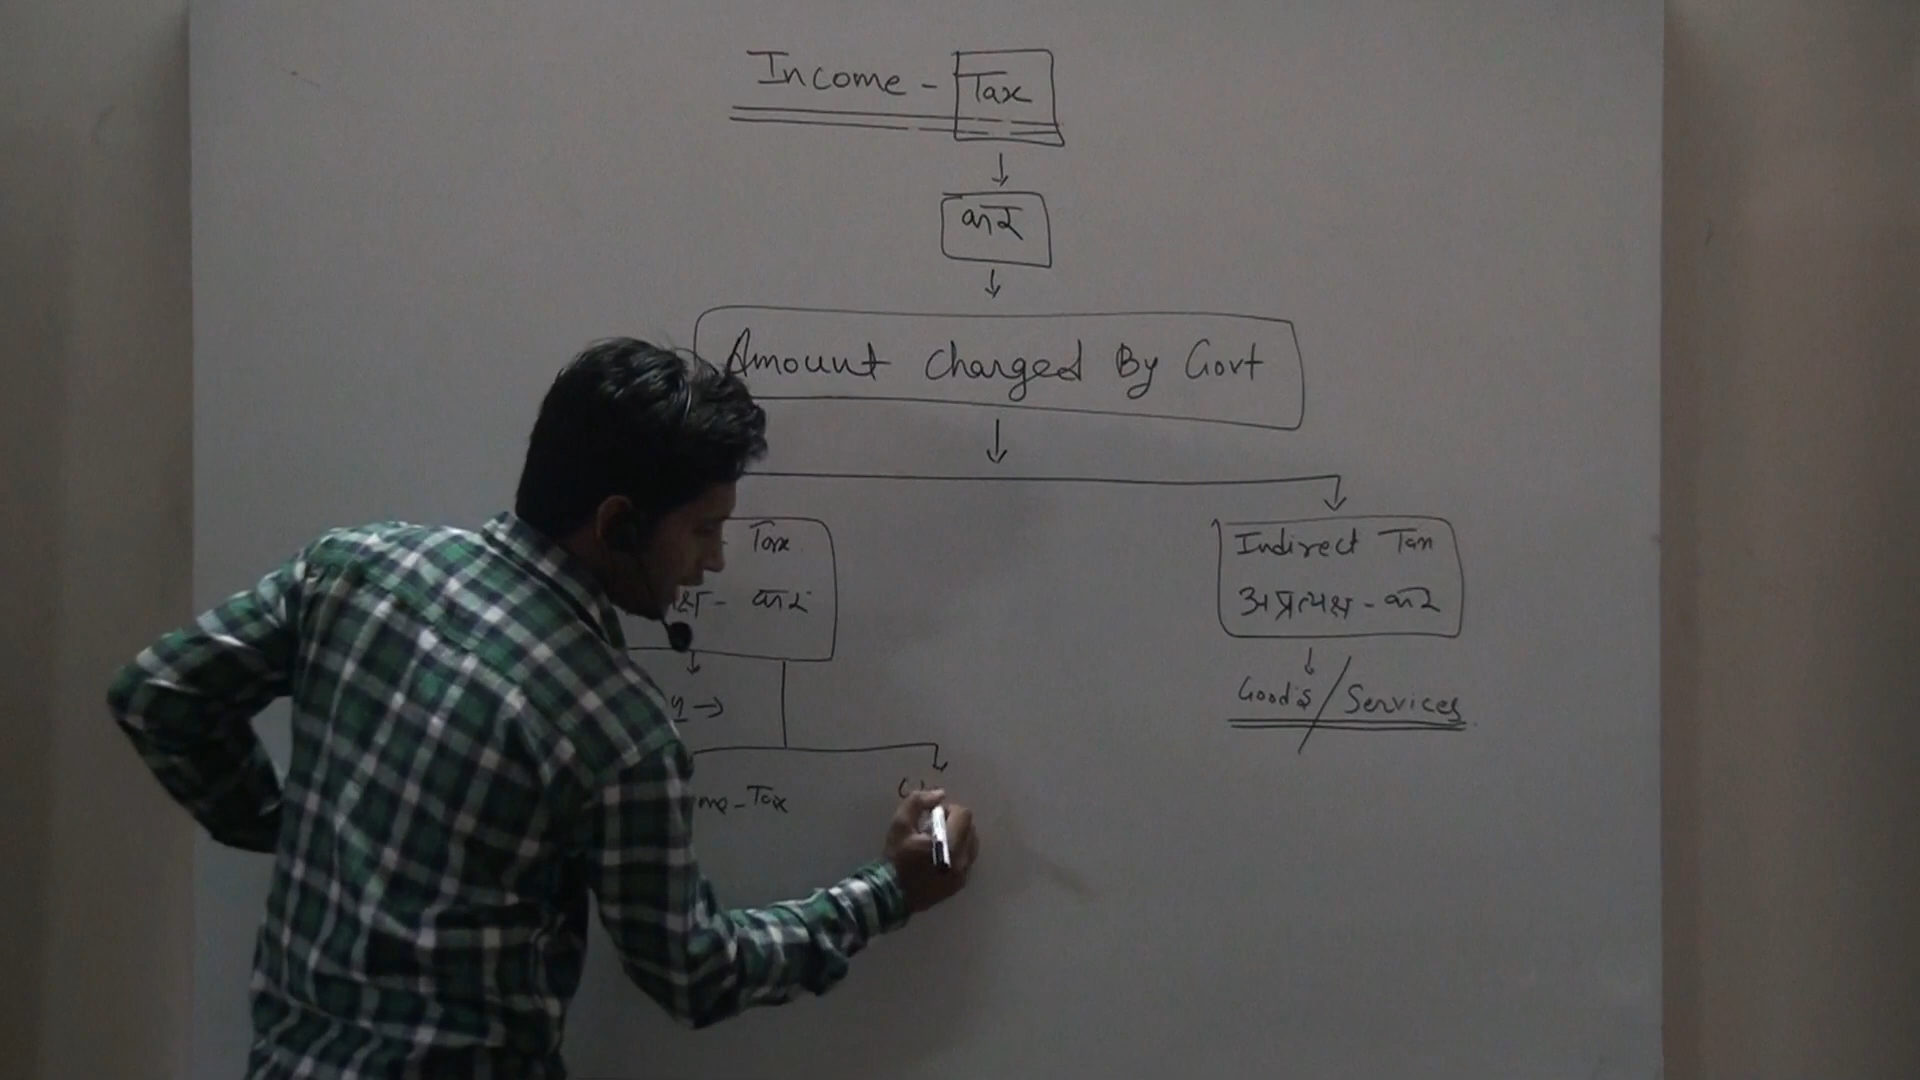 Income - Tax
कर
Amount Charged By Govt
Tax
कर
Indirect Tax
अप्रत्यक्ष - कर
Goods / Services
Tax